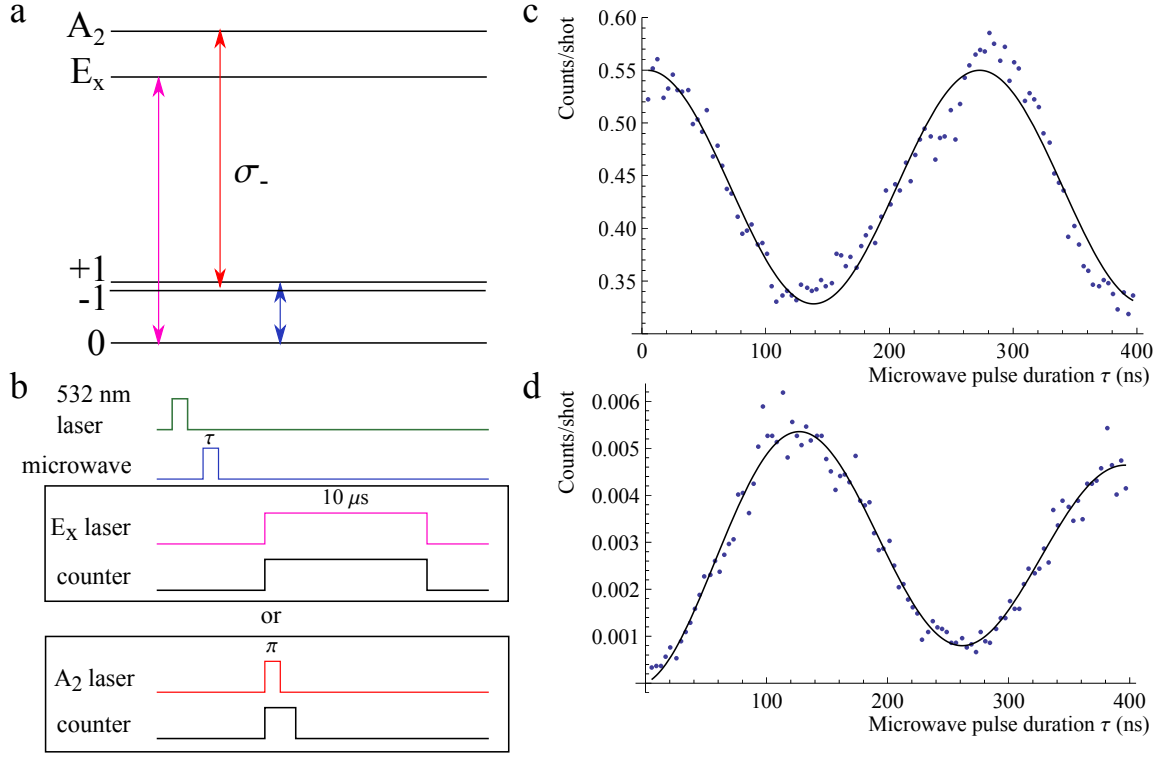 a
A₂
Eₓ
σ₋
+1
-1
0
b
532 nm
laser
τ
microwave
10 μs
Eₓ laser
counter
or
π
A₂ laser
counter
c
Counts/shot
0.60
0.55
0.50
0.45
0.40
0.35
0 100 200 300 400
Microwave pulse duration τ (ns)
d
Counts/shot
0.006
0.005
0.004
0.003
0.002
0.001
100 200 300 400
Microwave pulse duration τ (ns)